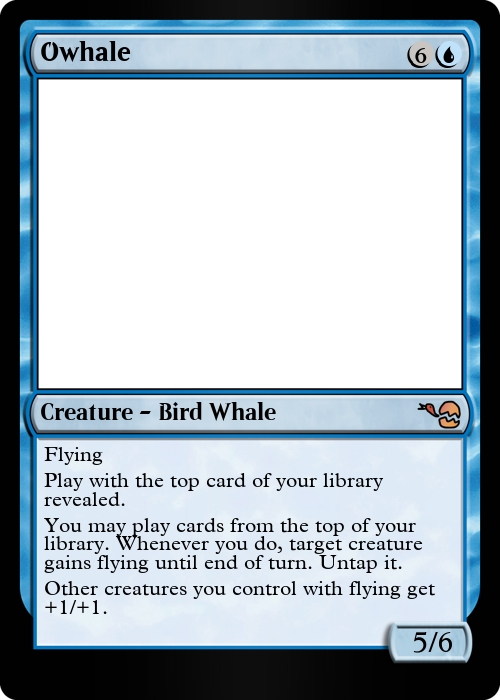 Owhale
6
Creature – Bird Whale
Flying
Play with the top card of your library
revealed.
You may play cards from the top of your
library. Whenever you do, target creature
gains flying until end of turn. Untap it.
Other creatures you control with flying get
+1/+1.
5/6